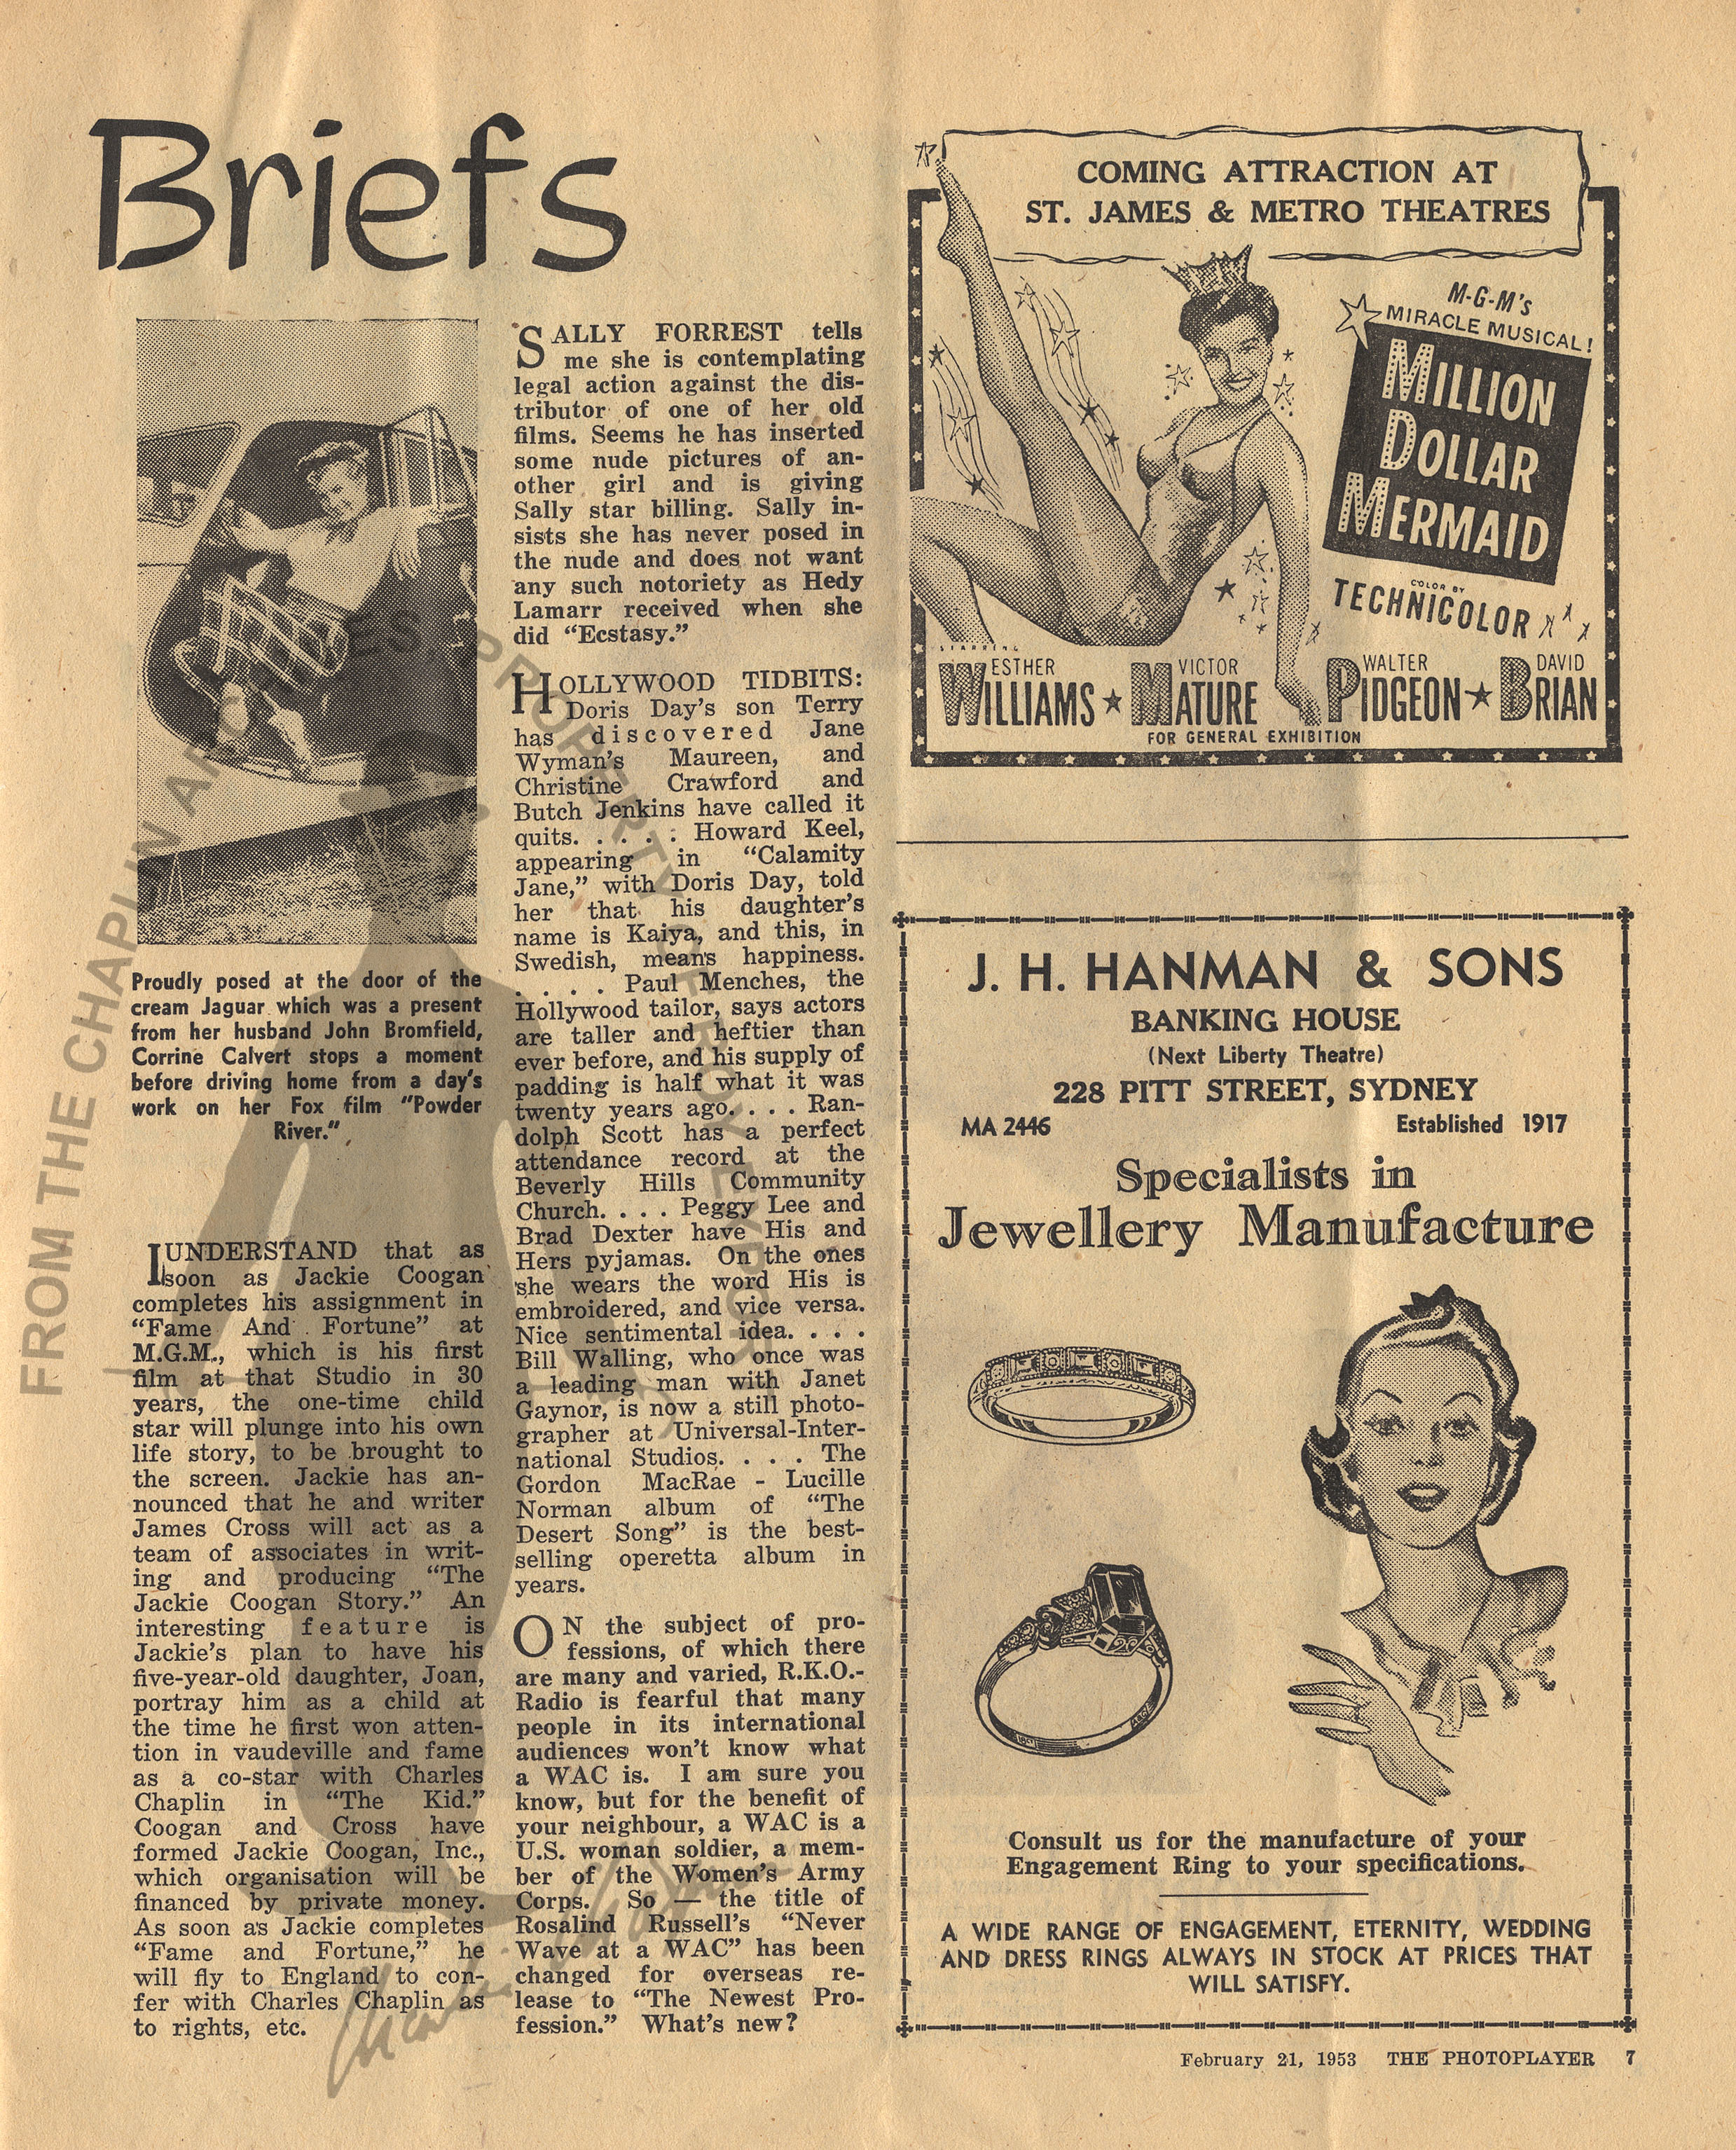 Briefs
Proudly posed at the door of the
cream Jaguar which was a present
from her husband John Bromfield,
Corrine Calvert stops a moment
before driving home from a day's
work on her Fox film "Powder
River."
I UNDERSTAND that as
soon as Jackie Coogan
completes his assignment in
"Fame And Fortune" at
M.G.M., which is his first
film at that Studio in 30
years, the one-time child
star will plunge into his own
life story, to be brought to
the screen. Jackie has an-
nounced that he and writer
James Cross will act as a
team of associates in writ-
ing and producing "The
Jackie Coogan Story." An
interesting feature is
Jackie's plan to have his
five-year-old daughter, Joan,
portray him as a child at
the time he first won atten-
tion in vaudeville and fame
as a co-star with Charles
Chaplin in "The Kid."
Coogan and Cross have
formed Jackie Coogan, Inc.,
which organisation will be
financed by private money.
As soon as Jackie completes
"Fame and Fortune," he
will fly to England to con-
fer with Charles Chaplin as
to rights, etc.
SALLY FORREST tells
me she is contemplating
legal action against the dis-
tributor of one of her old
films. Seems he has inserted
some nude pictures of an-
other girl and is giving
Sally star billing. Sally in-
sists she has never posed in
the nude and does not want
any such notoriety as Hedy
Lamarr received when she
did "Ecstasy."
HOLLYWOOD TIDBITS:
Doris Day's son Terry
has discovered Jane
Wyman's Maureen, and
Christine Crawford and
Butch Jenkins have called it
quits. . . . . Howard Keel,
appearing in "Calamity
Jane," with Doris Day, told
her that his daughter's
name is Kaiya, and this, in
Swedish, means happiness.
. . . . Paul Menches, the
Hollywood tailor, says actors
are taller and heftier than
ever before, and his supply of
padding is half what it was
twenty years ago. . . . Ran-
dolph Scott has a perfect
attendance record at the
Beverly Hills Community
Church. . . . Peggy Lee and
Brad Dexter have His and
Hers pyjamas. On the ones
she wears the word His is
embroidered, and vice versa.
Nice sentimental idea. . . .
Bill Walling, who once was
a leading man with Janet
Gaynor, is now a still photo-
grapher at Universal-Inter-
national Studios. . . . The
Gordon MacRae - Lucille
Norman album of "The
Desert Song" is the best-
selling operetta album in
years.
ON the subject of pro-
fessions, of which there
are many and varied, R.K.O.-
Radio is fearful that many
people in its international
audiences won't know what
a WAC is. I am sure you
know, but for the benefit of
your neighbour, a WAC is a
U.S. woman soldier, a mem-
ber of the Women's Army
Corps. So — the title of
Rosalind Russell's "Never
Wave at a WAC" has been
changed for overseas re-
lease to "The Newest Pro-
fession." What's new?
COMING ATTRACTION AT
ST. JAMES & METRO THEATRES
M-G-M's
MIRACLE MUSICAL!
MILLION
DOLLAR
MERMAID
COLOR BY
TECHNICOLOR
STARRING
ESTHER WILLIAMS ★ VICTOR MATURE WALTER PIDGEON ★ DAVID BRIAN
FOR GENERAL EXHIBITION
J. H. HANMAN & SONS
BANKING HOUSE
(Next Liberty Theatre)
228 PITT STREET, SYDNEY
MA 2446 Established 1917
Specialists in
Jewellery Manufacture
Consult us for the manufacture of your
Engagement Ring to your specifications.
A WIDE RANGE OF ENGAGEMENT, ETERNITY, WEDDING
AND DRESS RINGS ALWAYS IN STOCK AT PRICES THAT
WILL SATISFY.
February 21, 1953 THE PHOTOPLAYER 7
FROM THE CHAPLIN ARCHIVES PROPERTY OF ROY EXPORT